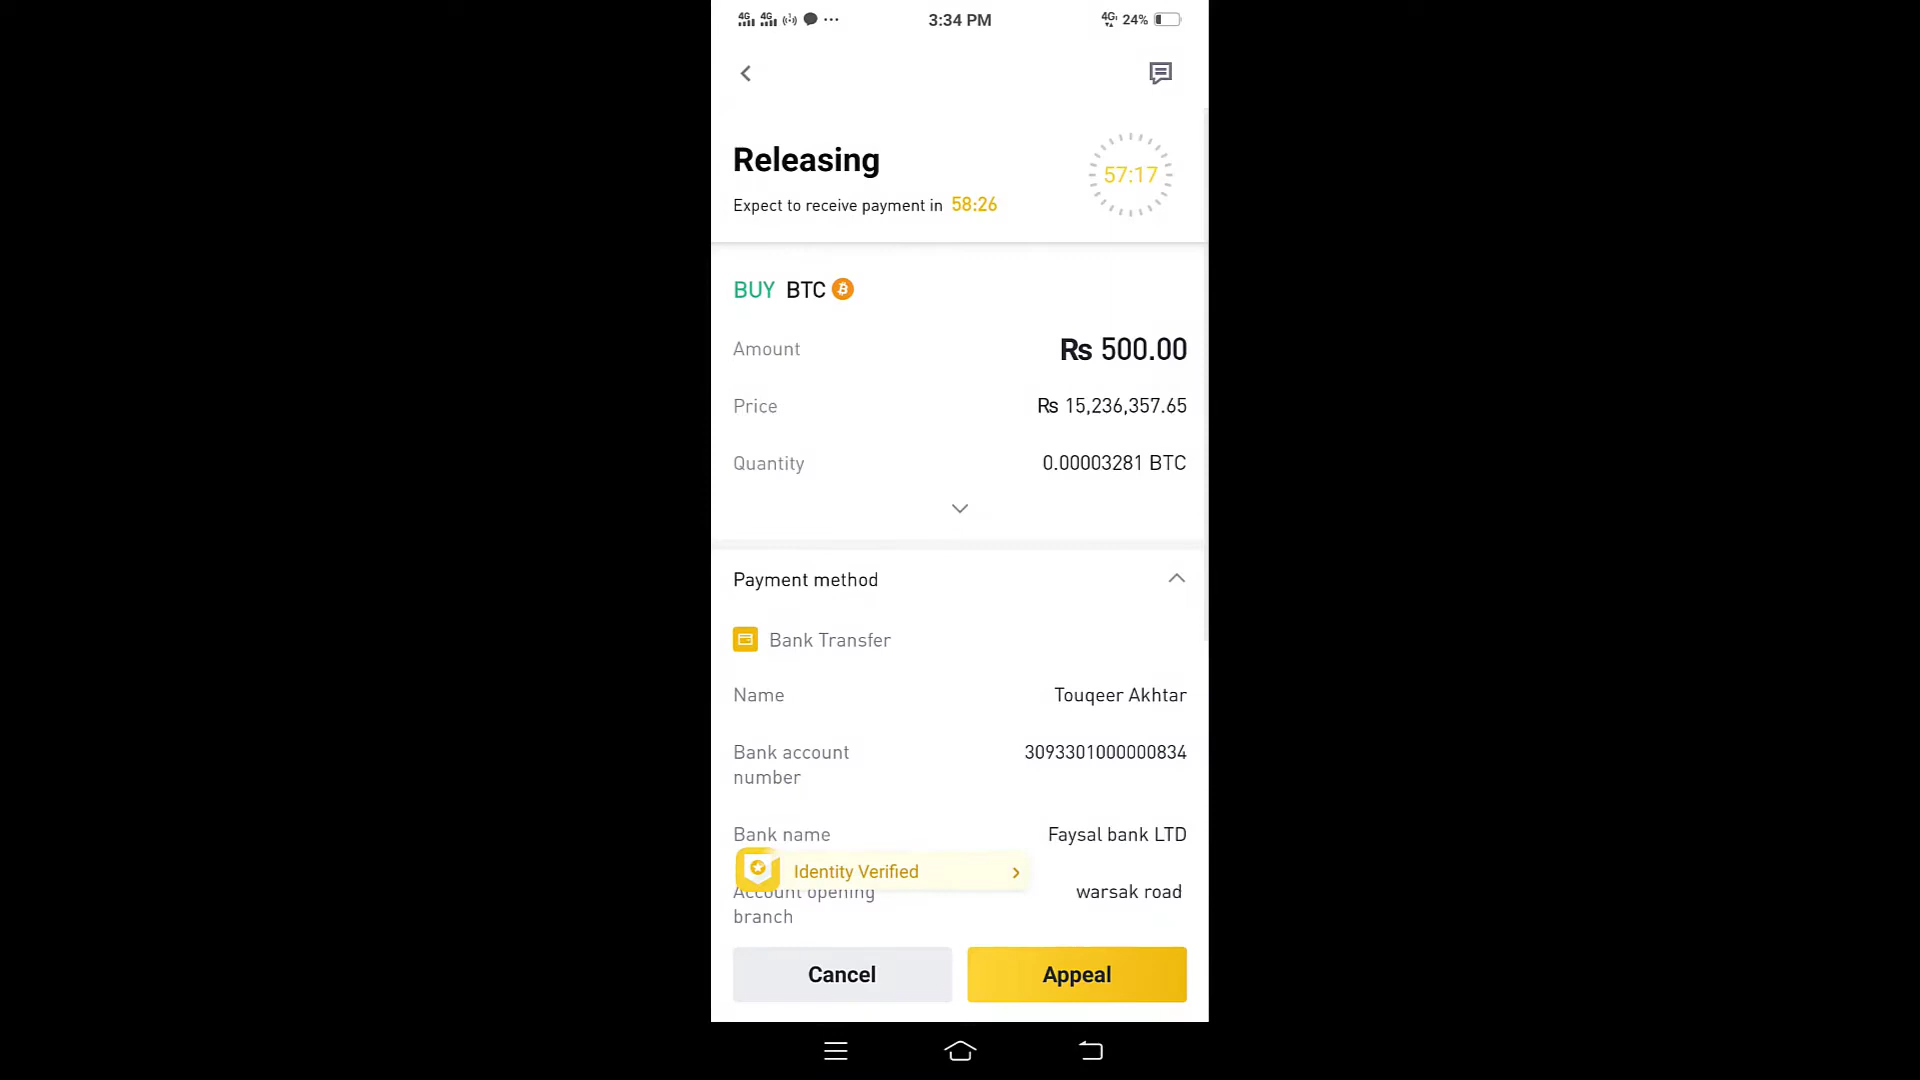 4G 4G 3:34 PM 4G 24%
Releasing
57:17
Expect to receive payment in 58:26
BUY BTC
Amount Rs 500.00
Price Rs 15,236,357.65
Quantity 0.00003281 BTC
Payment method
Bank Transfer
Name Touqeer Akhtar
Bank account number 3093301000000834
Bank name Faysal bank LTD
Identity Verified
Account opening branch warsak road
Cancel Appeal